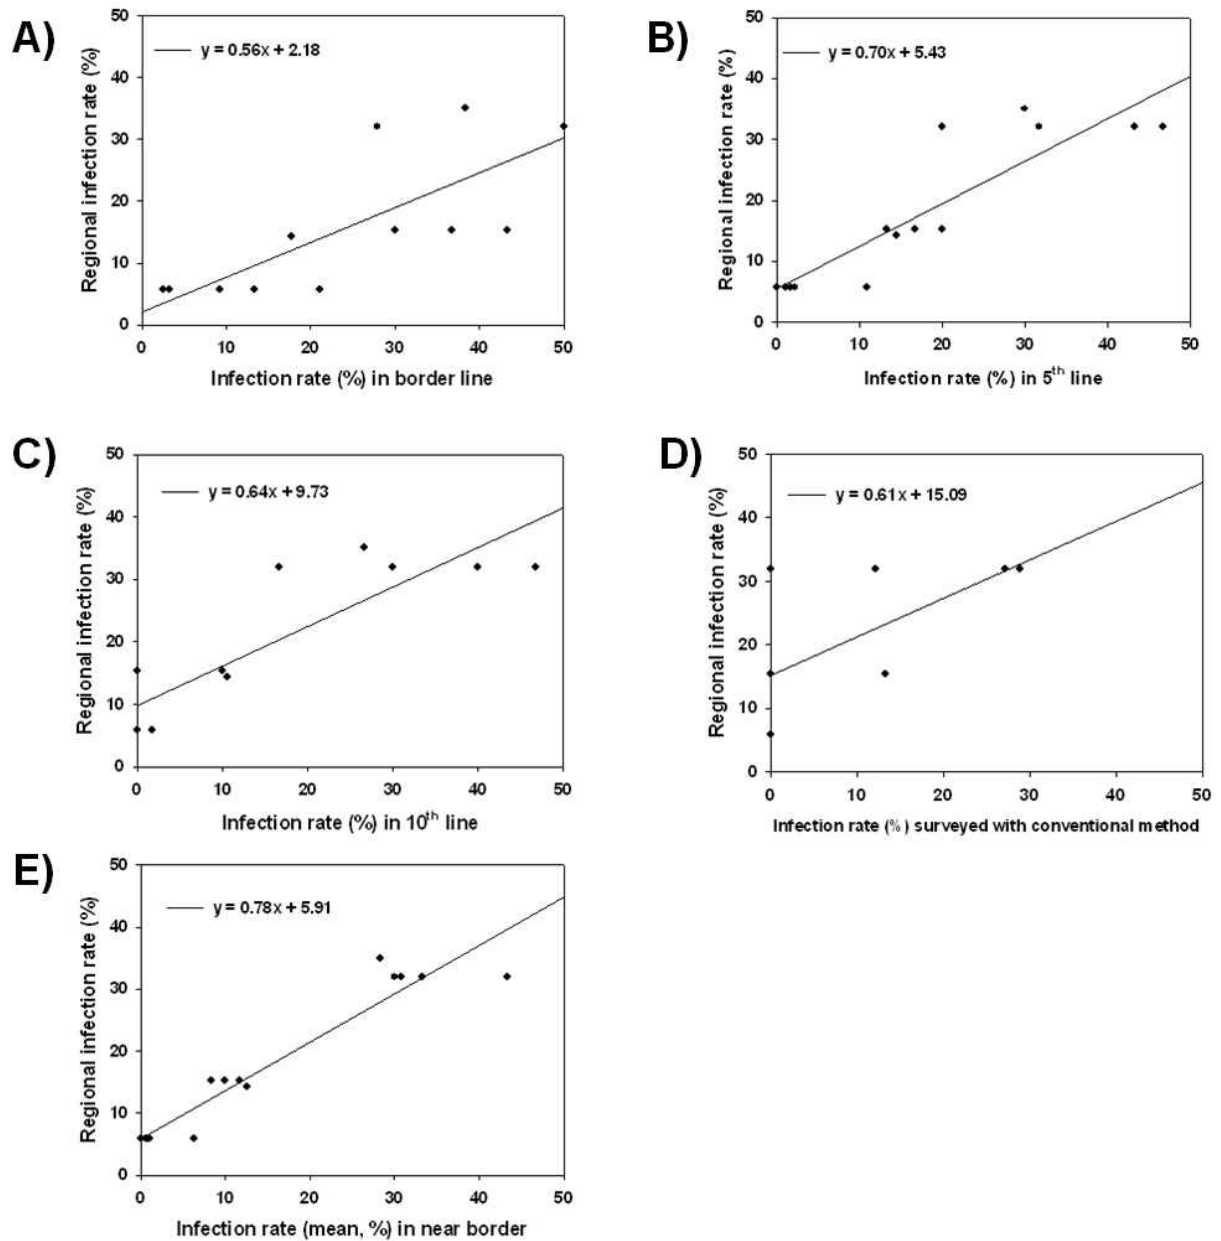 A)
y = 0.56x + 2.18
Regional infection rate (%)
50
40
30
20
10
0
0 10 20 30 40 50
Infection rate (%) in border line
B)
y = 0.70x + 5.43
Regional infection rate (%)
50
40
30
20
10
0
0 10 20 30 40 50
Infection rate (%) in 5th line
C)
y = 0.64x + 9.73
Regional infection rate (%)
50
40
30
20
10
0
0 10 20 30 40 50
Infection rate (%) in 10th line
D)
y = 0.61x + 15.09
Regional infection rate (%)
50
40
30
20
10
0
0 10 20 30 40 50
Infection rate (%) surveyed with conventional method
E)
y = 0.78x + 5.91
Regional infection rate (%)
50
40
30
20
10
0
0 10 20 30 40 50
Infection rate (mean, %) in near border